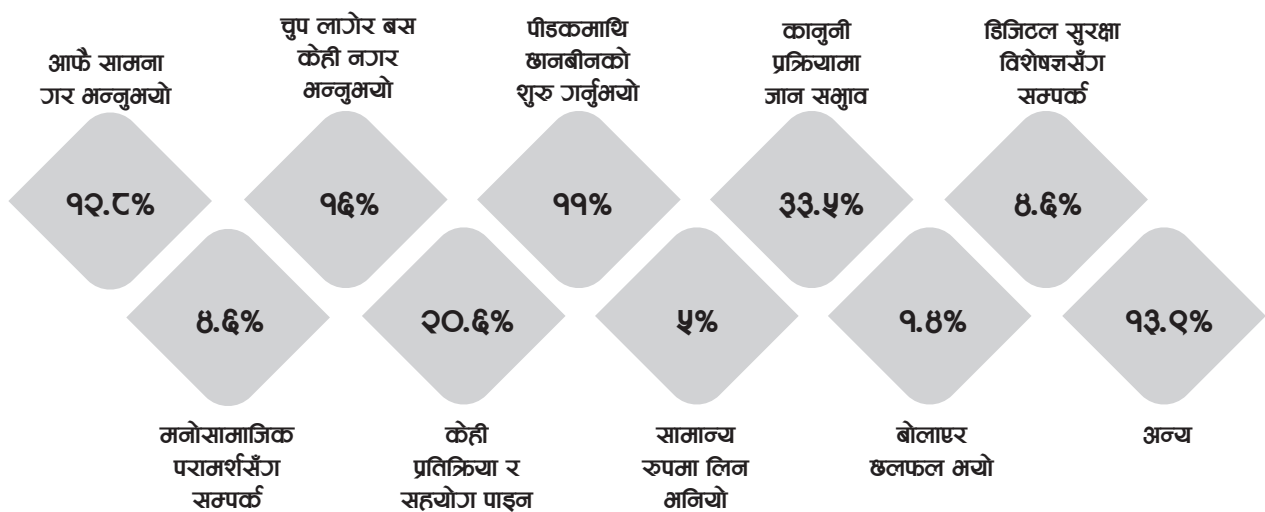 आफै सामना
गर भन्नुभयो
चुप लागेर बस
केही नगर
भन्नुभयो
पीडकमाथि
छानबीनको
शुरु गर्नुभयो
कानुनी
प्रक्रियामा
जान सुझाव
डिजिटल सुरक्षा
विशेषज्ञसँग
सम्पर्क
१२.८%
१६%
११%
३३.५%
४.६%
४.६%
२०.६%
५%
१.४%
१३.९%
मनोसामाजिक
परामर्शसँग
सम्पर्क
केही
प्रतिक्रिया र
सहयोग पाइन
सामान्य
रुपमा लिन
भनियो
बोलाएर
छलफल भयो
अन्य